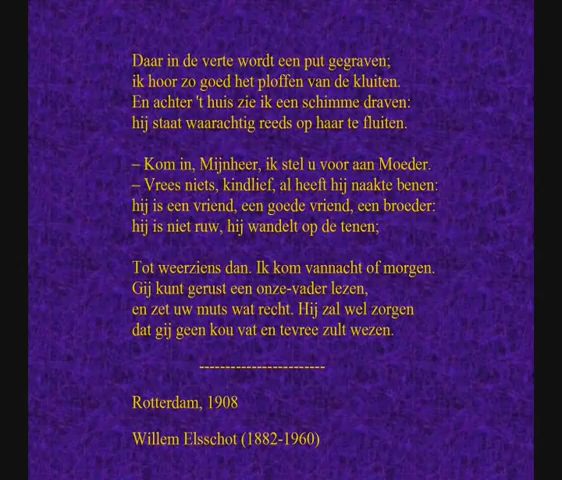 Daar in de verte wordt een put gegraven;
ik hoor zo goed het ploffen van de kluiten.
En achter 't huis zie ik een schimme draven:
hij staat waarachtig reeds op haar te fluiten.
– Kom in, Mijnheer, ik stel u voor aan Moeder.
– Vrees niets, kindlief, al heeft hij naakte benen:
hij is een vriend, een goede vriend, een broeder:
hij is niet ruw, hij wandelt op de tenen;
Tot weerziens dan. Ik kom vannacht of morgen.
Gij kunt gerust een onze-vader lezen,
en zet uw muts wat recht. Hij zal wel zorgen
dat gij geen kou vat en tevree zult wezen.
------------------------
Rotterdam, 1908
Willem Elsschot (1882-1960)